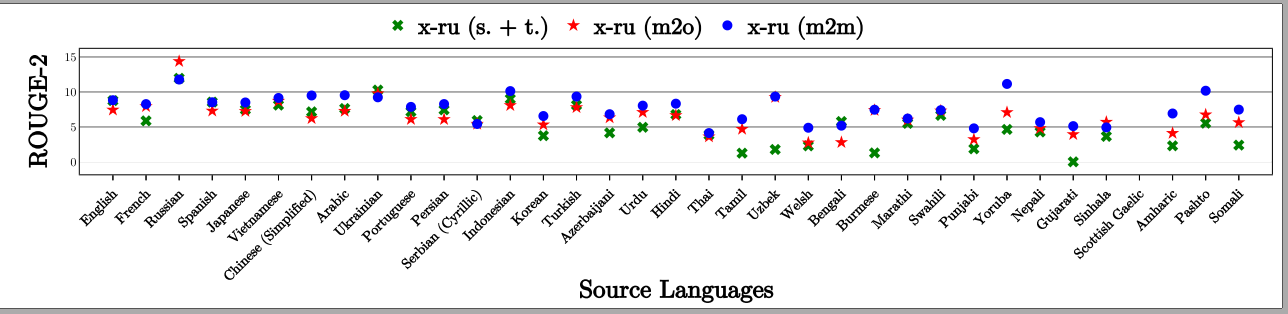 x-ru (s. + t.) x-ru (m2o) x-ru (m2m)
ROUGE-2
15
10
5
0
English
French
Russian
Spanish
Japanese
Vietnamese
Chinese (Simplified)
Arabic
Ukrainian
Portuguese
Persian
Serbian (Cyrillic)
Indonesian
Korean
Turkish
Azerbaijani
Urdu
Hindi
Thai
Tamil
Uzbek
Welsh
Bengali
Burmese
Marathi
Swahili
Punjabi
Yoruba
Nepali
Gujarati
Sinhala
Scottish Gaelic
Amharic
Pashto
Somali
Source Languages